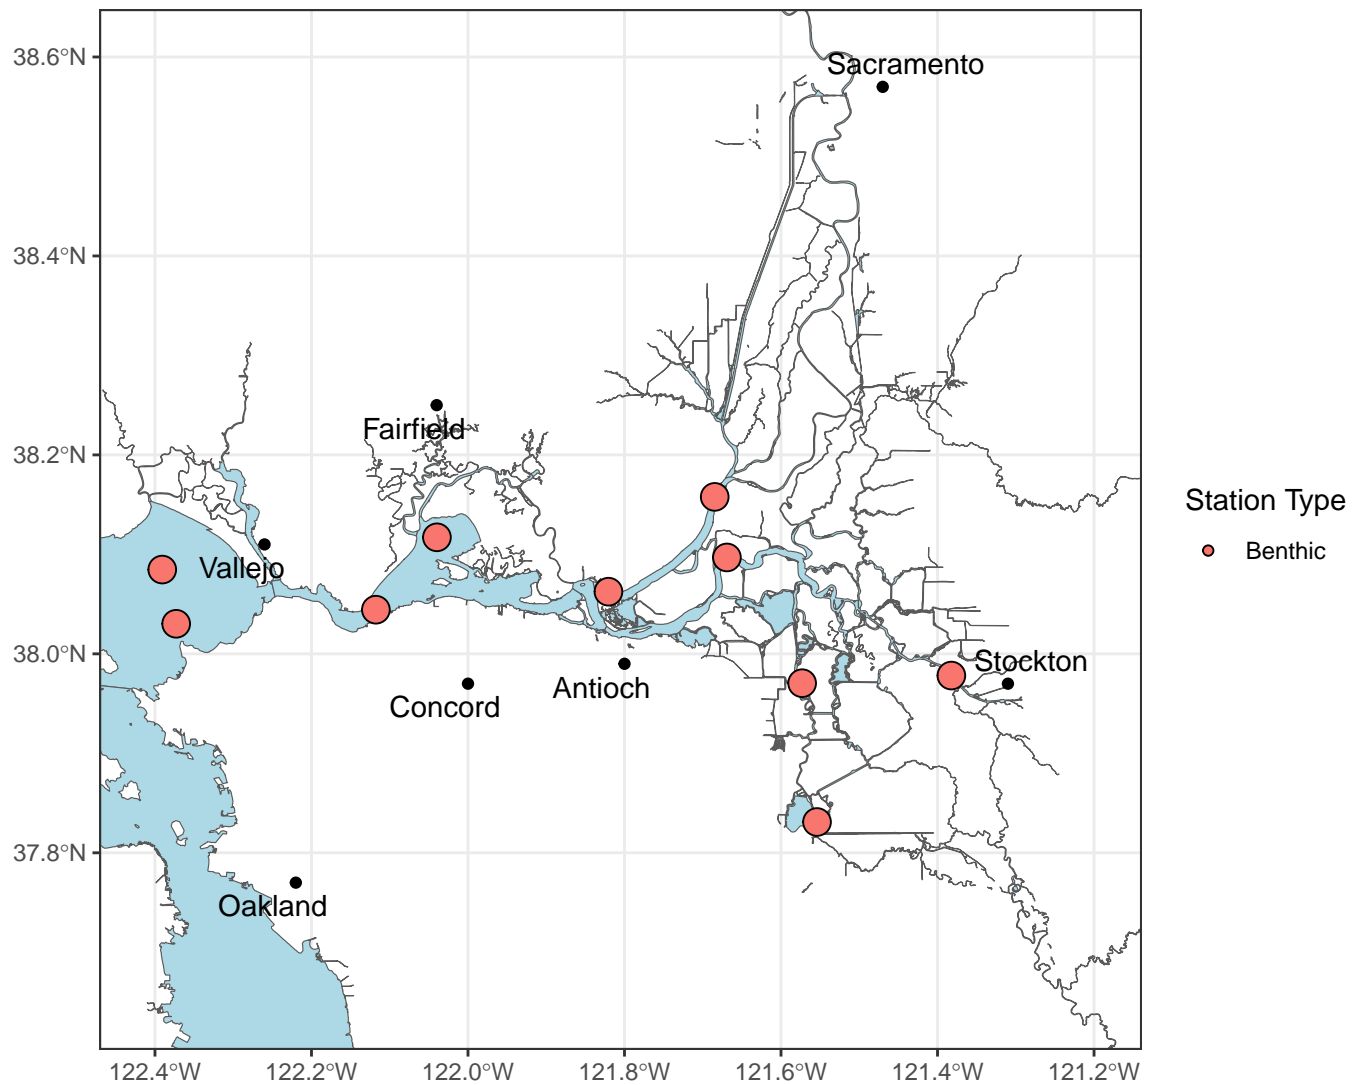 38.6°N
Sacramento
38.4°N
Fairfield
38.2°N
Station Type
Benthic
Vallejo
38.0°N
Stockton
Antioch
Concord
37.8°N
Oakland
122.4°W 122.2°W 122.0°W 121.8°W 121.6°W 121.4°W 121.2°W